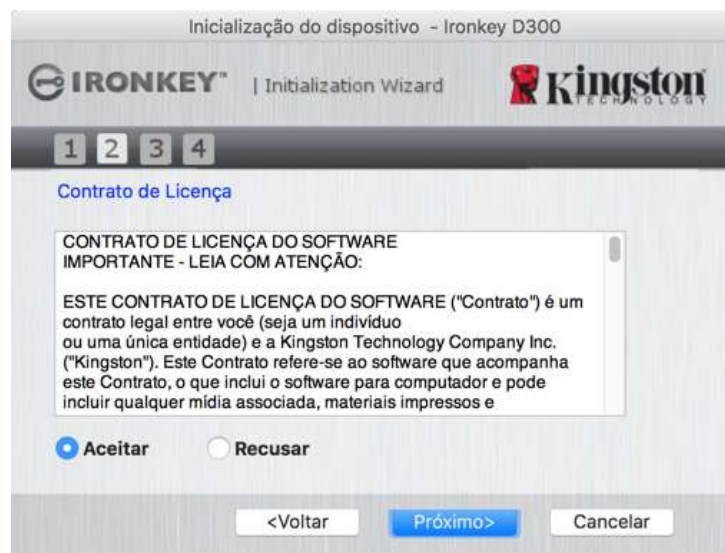 Inicialização do dispositivo - Ironkey D300
IRONKEY™ | Initialization Wizard
Kingston
TECHNOLOGY
1 2 3 4
Contrato de Licença
CONTRATO DE LICENÇA DO SOFTWARE
IMPORTANTE - LEIA COM ATENÇÃO:
ESTE CONTRATO DE LICENÇA DO SOFTWARE ("Contrato") é um
contrato legal entre você (seja um indivíduo
ou uma única entidade) e a Kingston Technology Company Inc.
("Kingston"). Este Contrato refere-se ao software que acompanha
este Contrato, o que inclui o software para computador e pode
incluir qualquer mídia associada, materiais impressos e
Aceitar Recusar
<Voltar Próximo> Cancelar